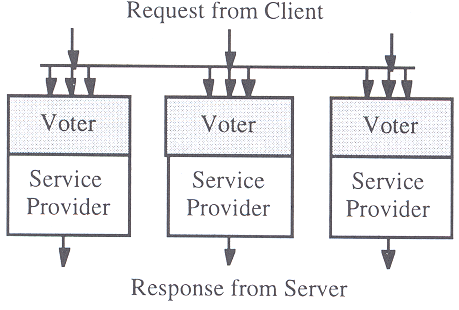 Request from Client
Voter
Voter
Voter
Service
Provider
Service
Provider
Service
Provider
Response from Server